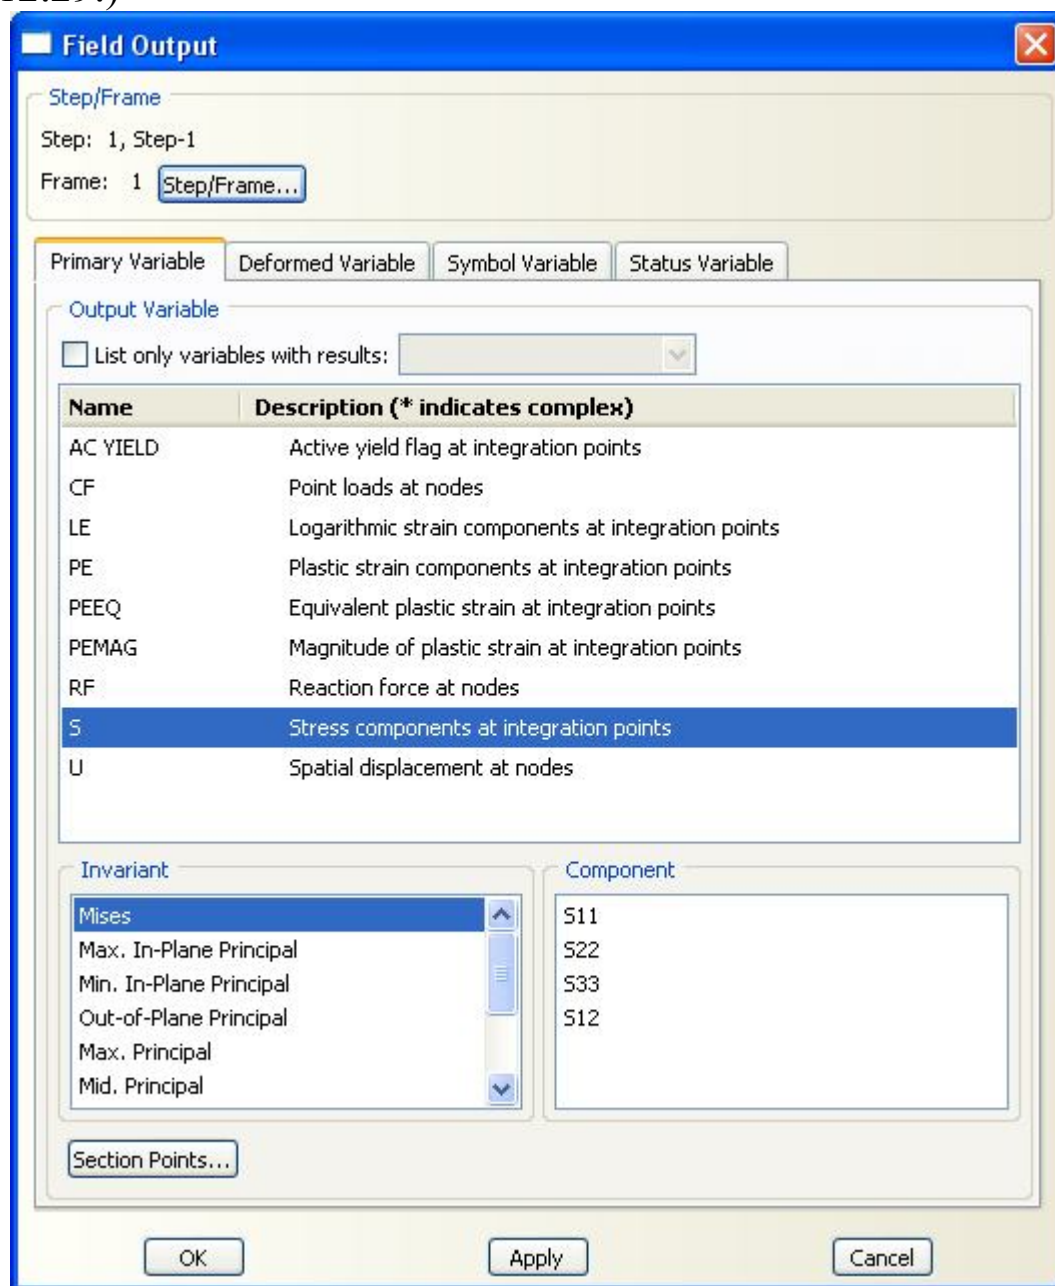 Field Output
Step/Frame
Step: 1, Step-1
Frame: 1 Step/Frame...
Primary Variable Deformed Variable Symbol Variable Status Variable
Output Variable
List only variables with results:
Name Description (* indicates complex)
AC YIELD Active yield flag at integration points
CF Point loads at nodes
LE Logarithmic strain components at integration points
PE Plastic strain components at integration points
PEEQ Equivalent plastic strain at integration points
PEMAG Magnitude of plastic strain at integration points
RF Reaction force at nodes
S Stress components at integration points
U Spatial displacement at nodes
Invariant Component
Mises S11
Max. In-Plane Principal S22
Min. In-Plane Principal S33
Out-of-Plane Principal S12
Max. Principal
Mid. Principal
Section Points...
OK Apply Cancel